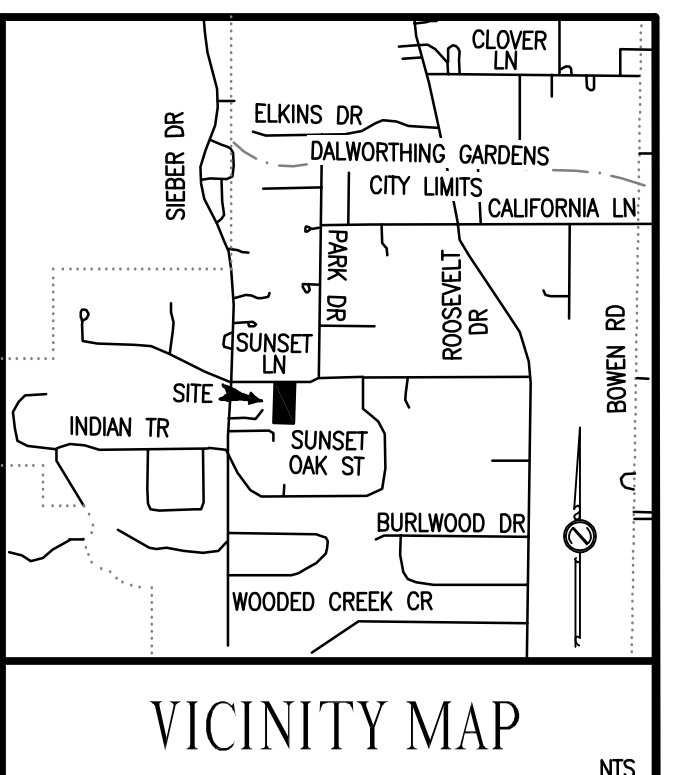 CLOVER
LN
ELKINS DR
SIEBER DR
DALWORTHING GARDENS
CITY LIMITS
CALIFORNIA LN
PARK DR
ROOSEVELT
DR
BOWEN RD
SUNSET
LN
SITE
INDIAN TR
SUNSET
OAK ST
BURLWOOD DR
WOODED CREEK CR
VICINITY MAP
NTS